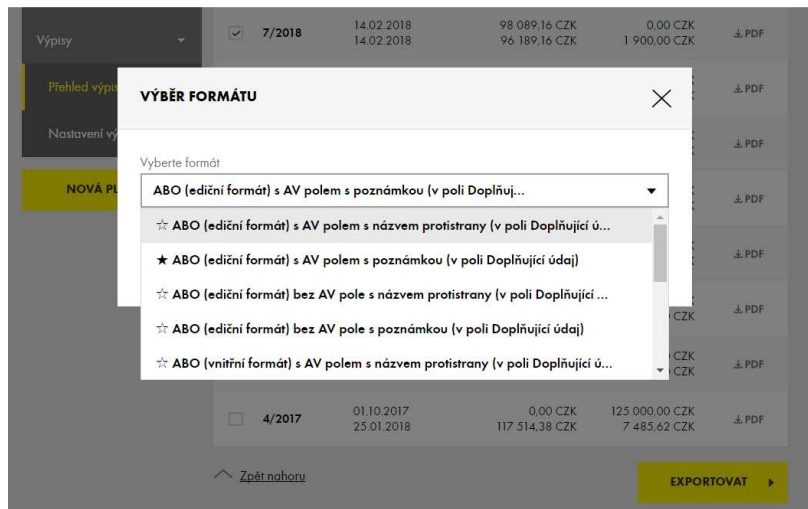 Výpisy
7/2018 14.02.2018 98 089,16 CZK 0,00 CZK PDF
14.02.2018 96 189,16 CZK 1 900,00 CZK
Přehled výpis
PDF
VÝBĚR FORMÁTU
Nastavení vý
PDF
Vyberte formát
NOVÁ PL
PDF
ABO (ediční formát) s AV polem s poznámkou (v poli Doplňuj...
☆ ABO (ediční formát) s AV polem s názvem protistrany (v poli Doplňující ú...
★ ABO (ediční formát) s AV polem s poznámkou (v poli Doplňující údaj)
PDF
☆ ABO (ediční formát) bez AV pole s názvem protistrany (v poli Doplňující ...
PDF
CZK
☆ ABO (ediční formát) bez AV pole s poznámkou (v poli Doplňující údaj)
CZK
☆ ABO (vnitřní formát) s AV polem s názvem protistrany (v poli Doplňující ú...
PDF
CZK
4/2017 01.10.2017 0,00 CZK 125 000,00 CZK PDF
25.01.2018 117 514,38 CZK 7 485,62 CZK
Zpět nahoru
EXPORTOVAT